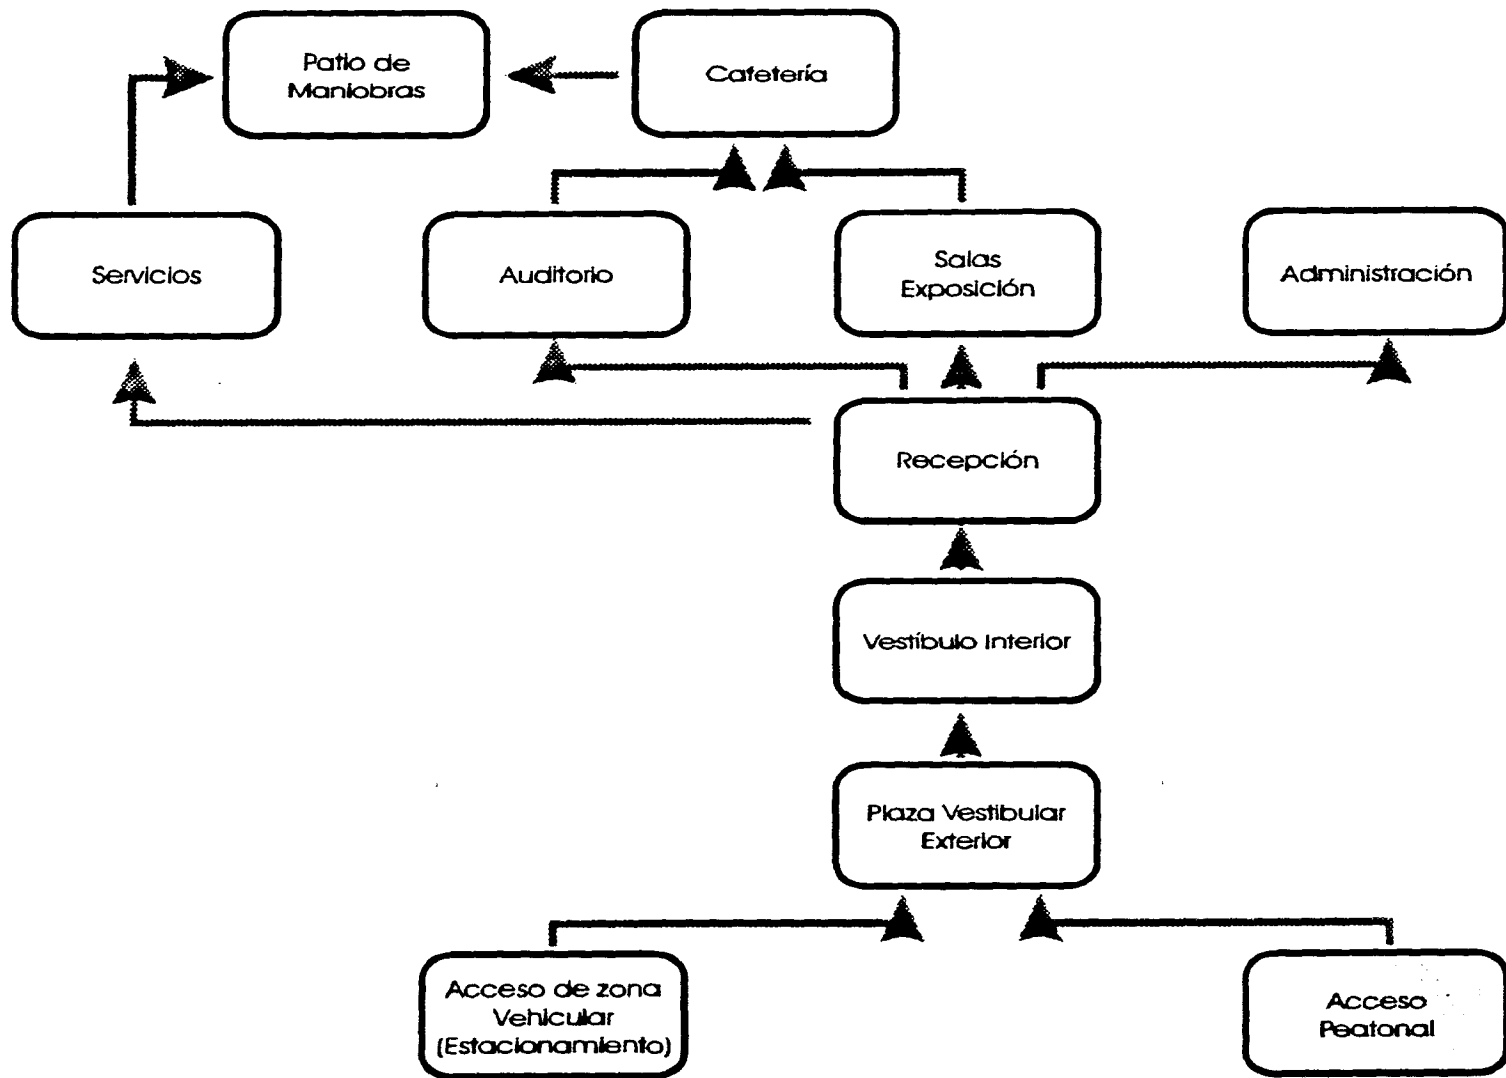 Patio de
Maniobras
Cafetería
Servicios
Auditorio
Salas
Exposición
Administración
Recepción
Vestíbulo Interior
Plaza Vestibular
Exterior
Acceso de zona
Vehicular
(Estacionamiento)
Acceso
Peatonal